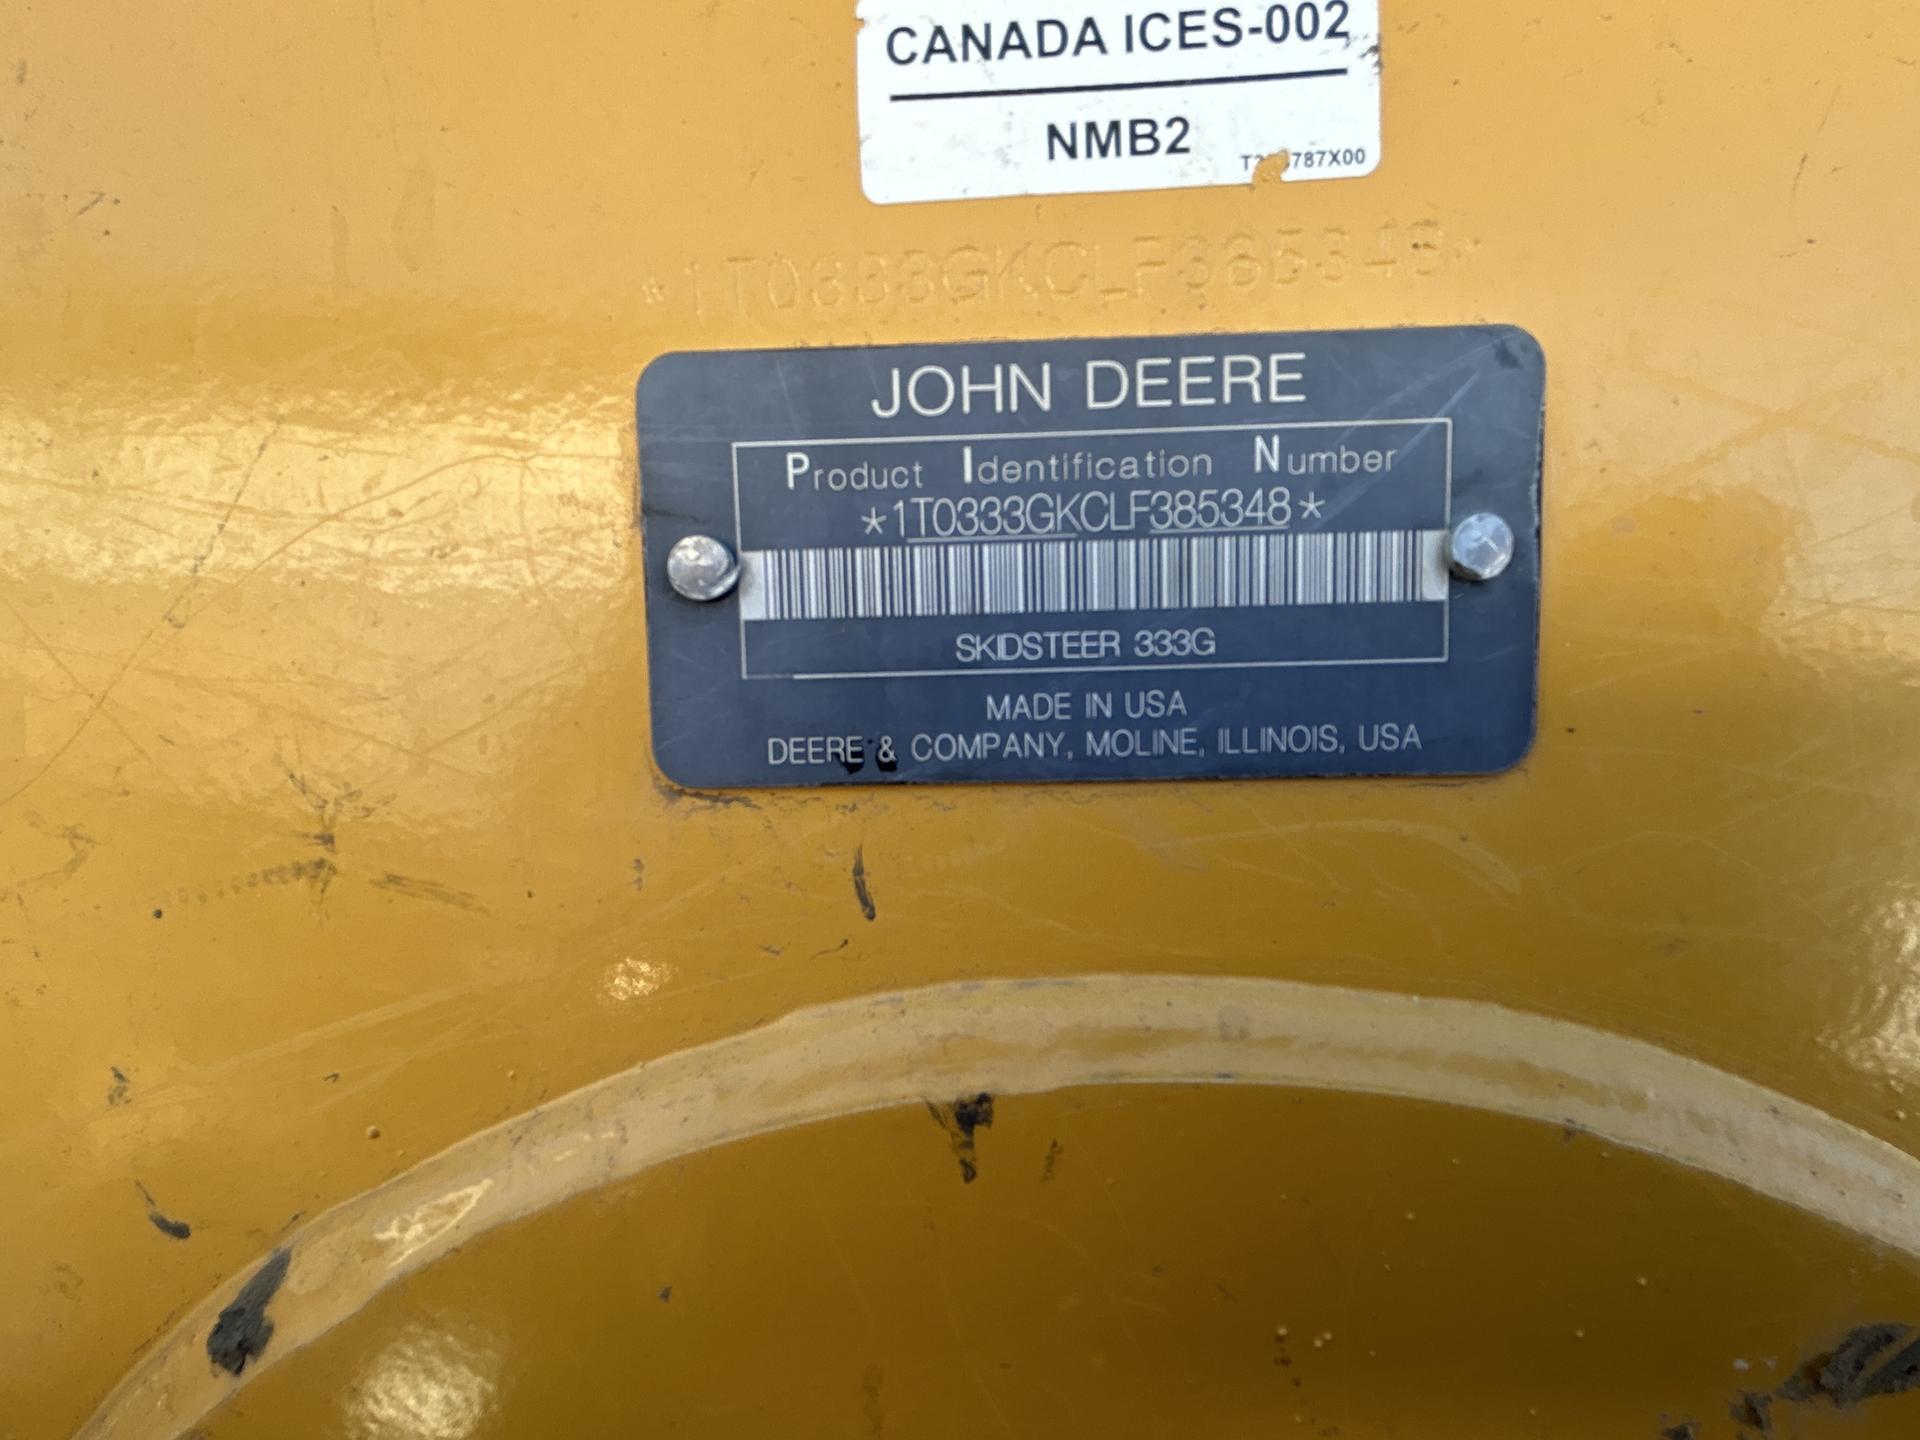 CANADA ICES-002
NMB2
*1T0333GKCLF385348*
JOHN DEERE
Product Identification Number
*1T0333GKCLF385348*
SKIDSTEER 333G
MADE IN USA
DEERE & COMPANY, MOLINE, ILLINOIS, USA